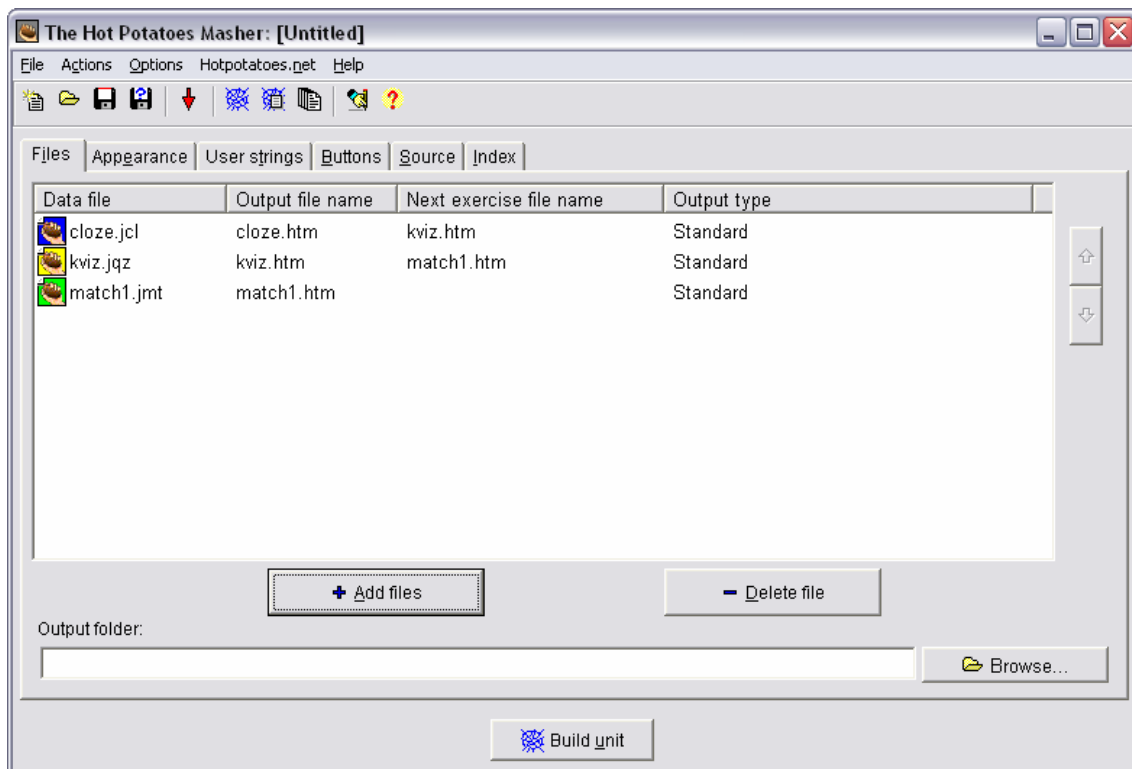 The Hot Potatoes Masher: [Untitled]
File Actions Options Hotpotatoes.net Help
Files Appearance User strings Buttons Source Index
Data file Output file name Next exercise file name Output type
cloze.jcl cloze.htm kviz.htm Standard
kviz.jqz kviz.htm match1.htm Standard
match1.jmt match1.htm Standard
Add files Delete file
Output folder:
Browse...
Build unit